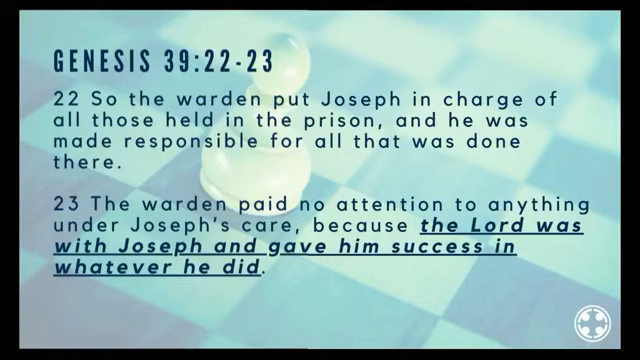 GENESIS 39:22-23
22 So the warden put Joseph in charge of
all those held in the prison, and he was
made responsible for all that was done
there.
23 The warden paid no attention to anything
under Joseph's care, because the Lord was
with Joseph and gave him success in
whatever he did.